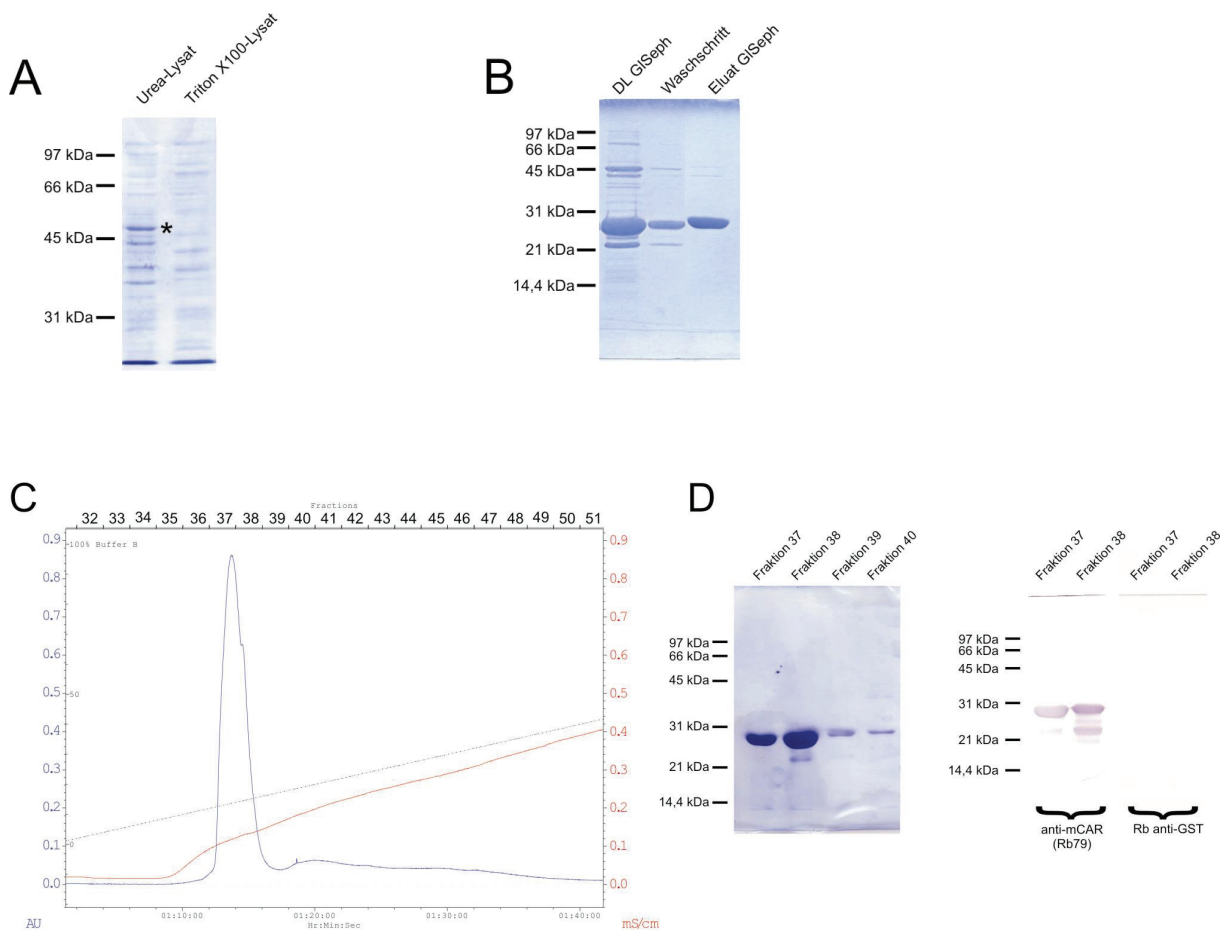 A
Urea-Lysat
Triton X100-Lysat
97 kDa
66 kDa
45 kDa
31 kDa
*
B
DL GlSeph
Waschschritt
Eluat GlSeph
97 kDa
66 kDa
45 kDa
31 kDa
21 kDa
14,4 kDa
C
Fractions
32 33 34 35 36 37 38 39 40 41 42 43 44 45 46 47 48 49 50 51
100% Buffer B
50
0
0.9
0.8
0.7
0.6
0.5
0.4
0.3
0.2
0.1
0.0
AU
0.9
0.8
0.7
0.6
0.5
0.4
0.3
0.2
0.1
0.0
mS/cm
01:10:00 01:20:00 01:30:00 01:40:00
Hr:Min:Sec
D
Fraktion 37
Fraktion 38
Fraktion 39
Fraktion 40
97 kDa
66 kDa
45 kDa
31 kDa
21 kDa
14,4 kDa
Fraktion 37
Fraktion 38
Fraktion 37
Fraktion 38
97 kDa
66 kDa
45 kDa
31 kDa
21 kDa
14,4 kDa
anti-mCAR
(Rb79)
Rb anti-GST